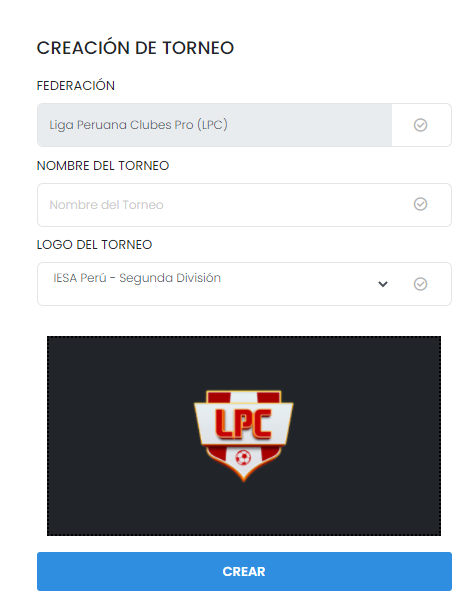 CREACIÓN DE TORNEO
FEDERACIÓN
Liga Peruana Clubes Pro (LPC)
NOMBRE DEL TORNEO
Nombre del Torneo
LOGO DEL TORNEO
IESA Perú - Segunda División
LPC
CREAR